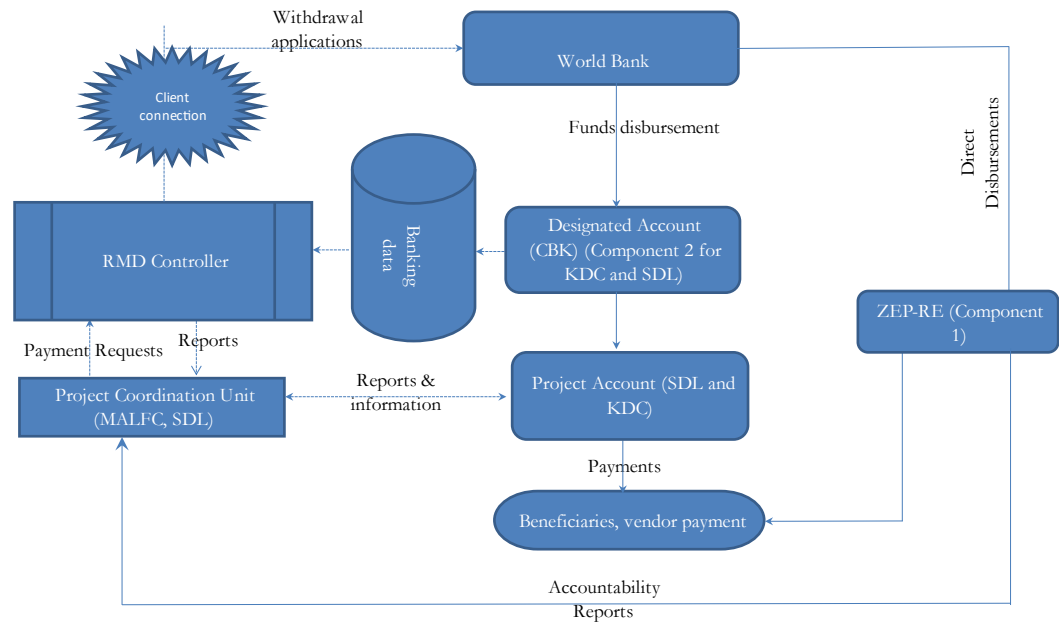 Withdrawal
applications
World Bank
Client
connection
Funds disbursement
Direct
Disbursements
Banking
data
Designated Account
(CBK) (Component 2 for
KDC and SDL)
RMD Controller
ZEP-RE (Component
1)
Payment Requests
Reports
Reports &
information
Project Coordination Unit
(MALFC, SDL)
Project Account (SDL and
KDC)
Payments
Beneficiaries, vendor payment
Accountability
Reports